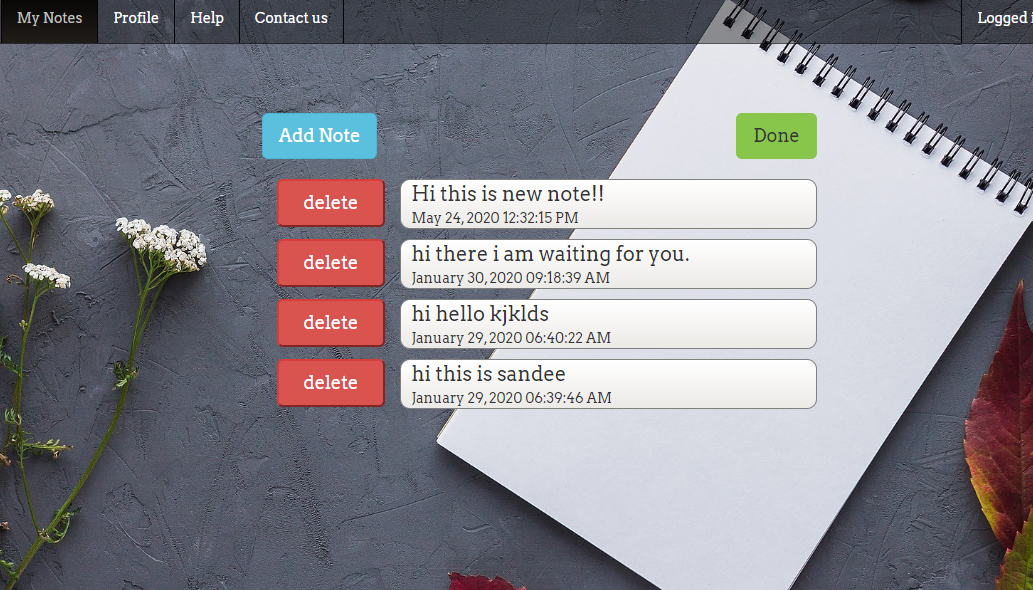 My Notes Profile Help Contact us Logged
Add Note Done
delete Hi this is new note!!
May 24, 2020 12:32:15 PM
delete hi there i am waiting for you.
January 30, 2020 09:18:39 AM
delete hi hello kjklds
January 29, 2020 06:40:22 AM
delete hi this is sandee
January 29, 2020 06:39:46 AM